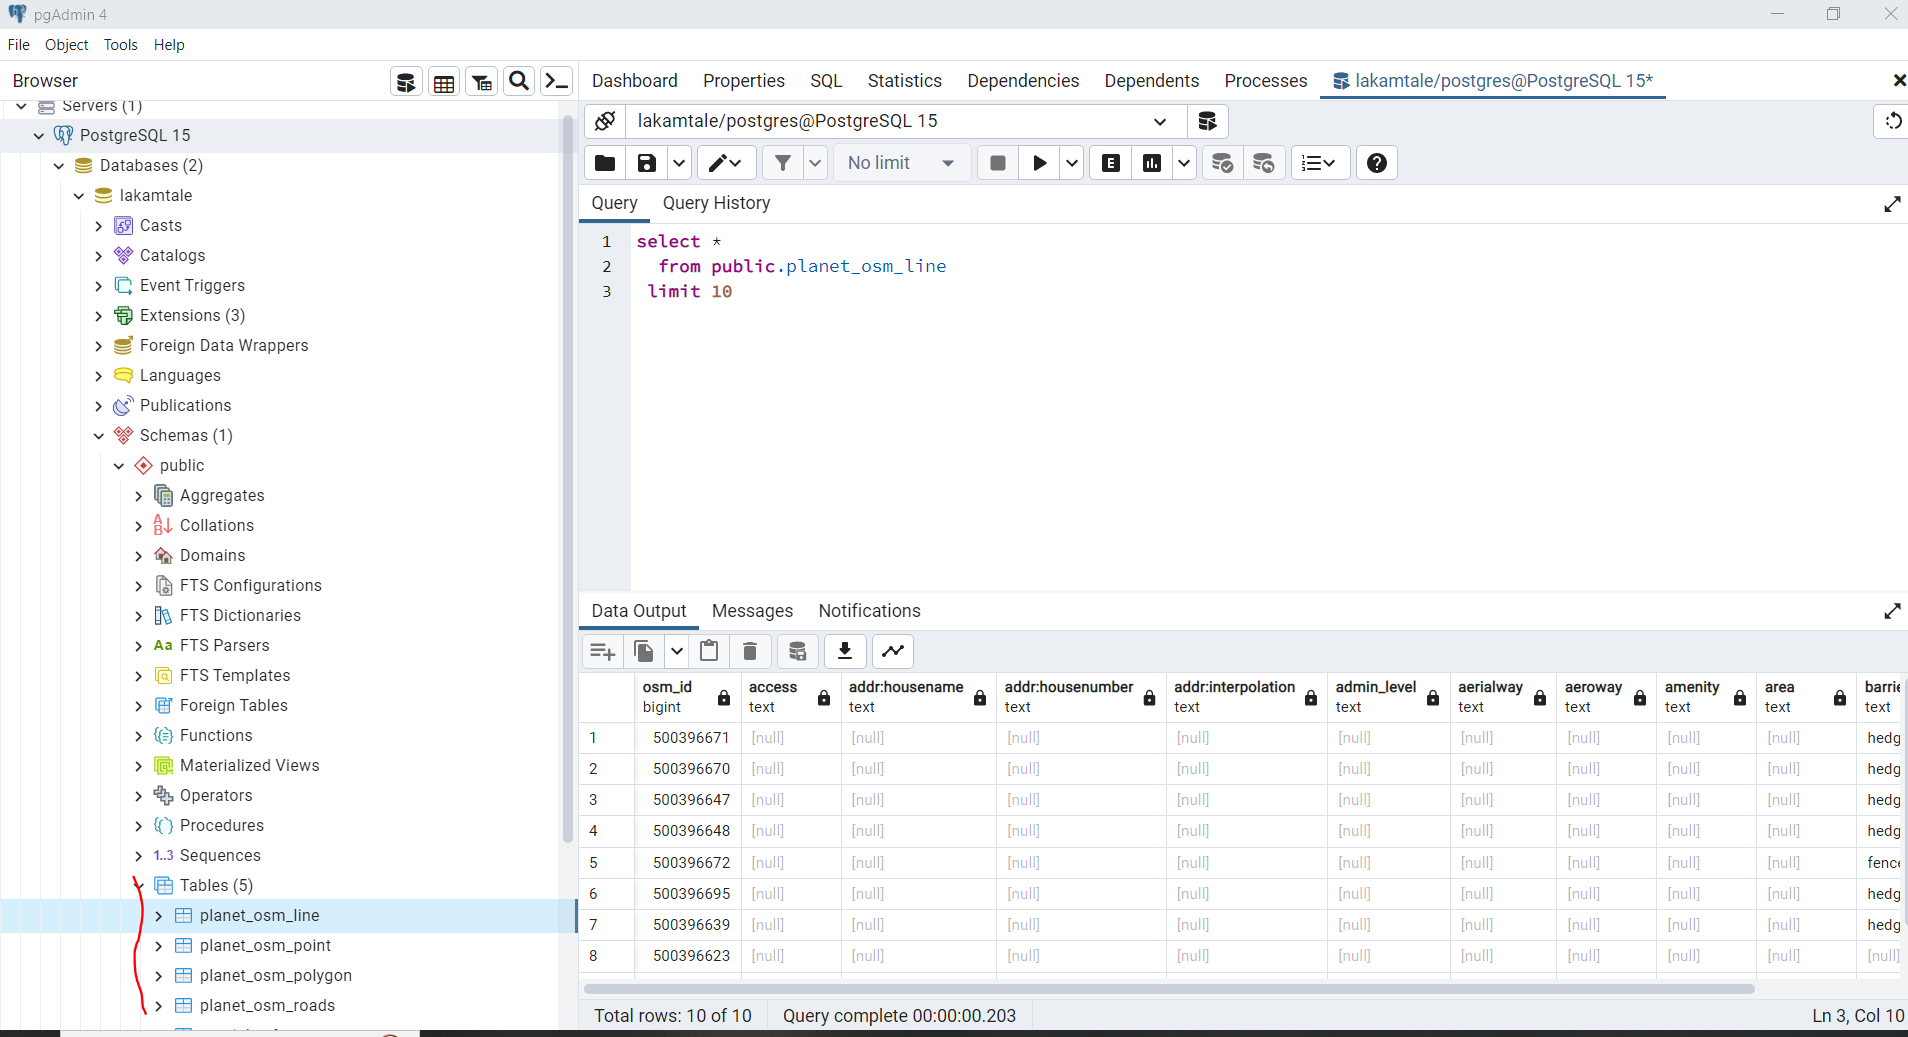 pgAdmin 4
File Object Tools Help
Browser
Servers (1)
PostgreSQL 15
Databases (2)
lakamtale
Casts
Catalogs
Event Triggers
Extensions (3)
Foreign Data Wrappers
Languages
Publications
Schemas (1)
public
Aggregates
Collations
Domains
FTS Configurations
FTS Dictionaries
Aa FTS Parsers
FTS Templates
Foreign Tables
Functions
Materialized Views
Operators
Procedures
1..3 Sequences
Tables (5)
planet_osm_line
planet_osm_point
planet_osm_polygon
planet_osm_roads
Dashboard Properties SQL Statistics Dependencies Dependents Processes lakamtale/postgres@PostgreSQL 15*
lakamtale/postgres@PostgreSQL 15
No limit E
Query Query History
1 select *
2 from public.planet_osm_line
3 limit 10
Data Output Messages Notifications
osm_id access addr:housename addr:housenumber addr:interpolation admin_level aerialway aeroway amenity area barrie
bigint text text text text text text text text text text
1 500396671 [null] [null] [null] [null] [null] [null] [null] [null] [null] hedg
2 500396670 [null] [null] [null] [null] [null] [null] [null] [null] [null] hedg
3 500396647 [null] [null] [null] [null] [null] [null] [null] [null] [null] hedg
4 500396648 [null] [null] [null] [null] [null] [null] [null] [null] [null] hedg
5 500396672 [null] [null] [null] [null] [null] [null] [null] [null] [null] fence
6 500396695 [null] [null] [null] [null] [null] [null] [null] [null] [null] hedg
7 500396639 [null] [null] [null] [null] [null] [null] [null] [null] [null] hedg
8 500396623 [null] [null] [null] [null] [null] [null] [null] [null] [null] [null]
Total rows: 10 of 10 Query complete 00:00:00.203 Ln 3, Col 10